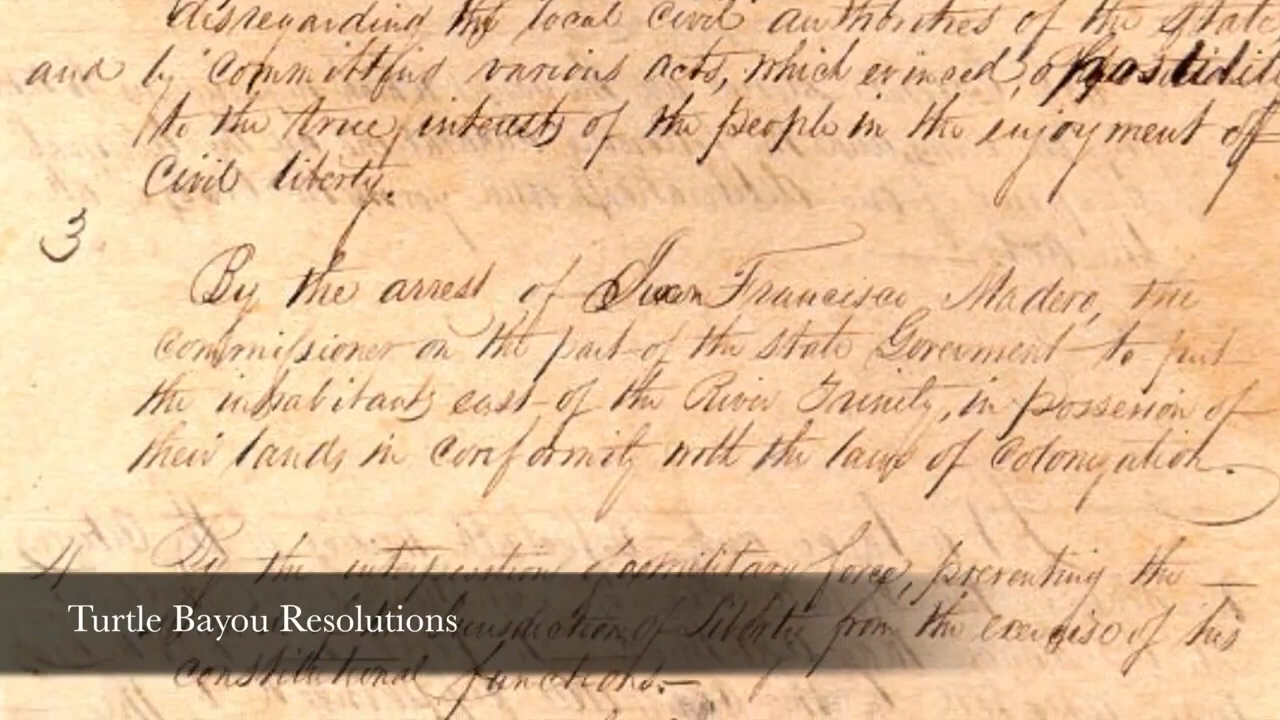 disregarding the local civil authorities of the State
and by committing various acts, which evinced, opposition
to the true interests of the people in the enjoyment of
Civil liberty.
3
By the arrest of Juan Francisco Madero, the
commissioner on the part of the state Goverment to put
the inhabitants east of the River Trinity, in possesion of
their lands in conformity with the laws of Colonization.
4 By the interposition of a military force, preventing the
jurisdiction of Liberty from the exercise of his
constitutional functions.
Turtle Bayou Resolutions